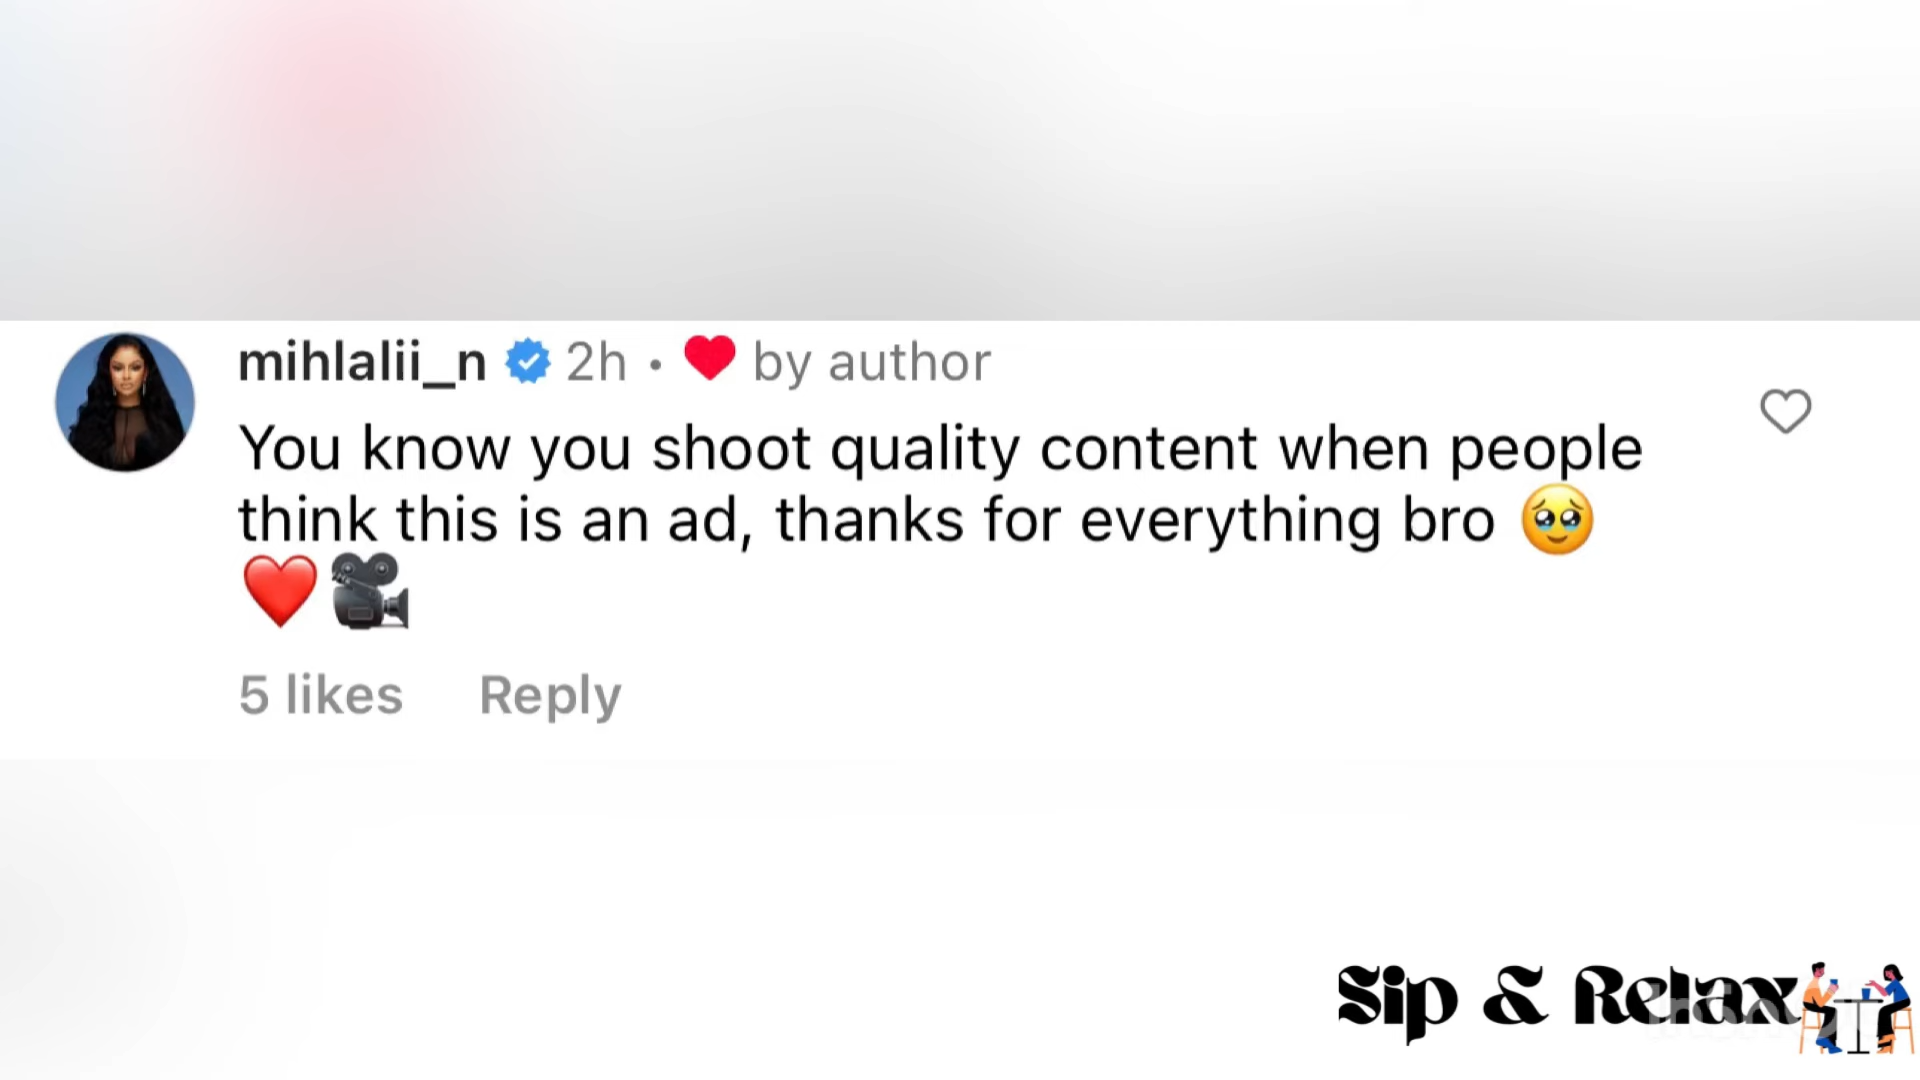 mihlalii_n 2h • ❤️ by author
You know you shoot quality content when people
think this is an ad, thanks for everything bro 🥹
❤️🎥
5 likes Reply
Sip & Relax